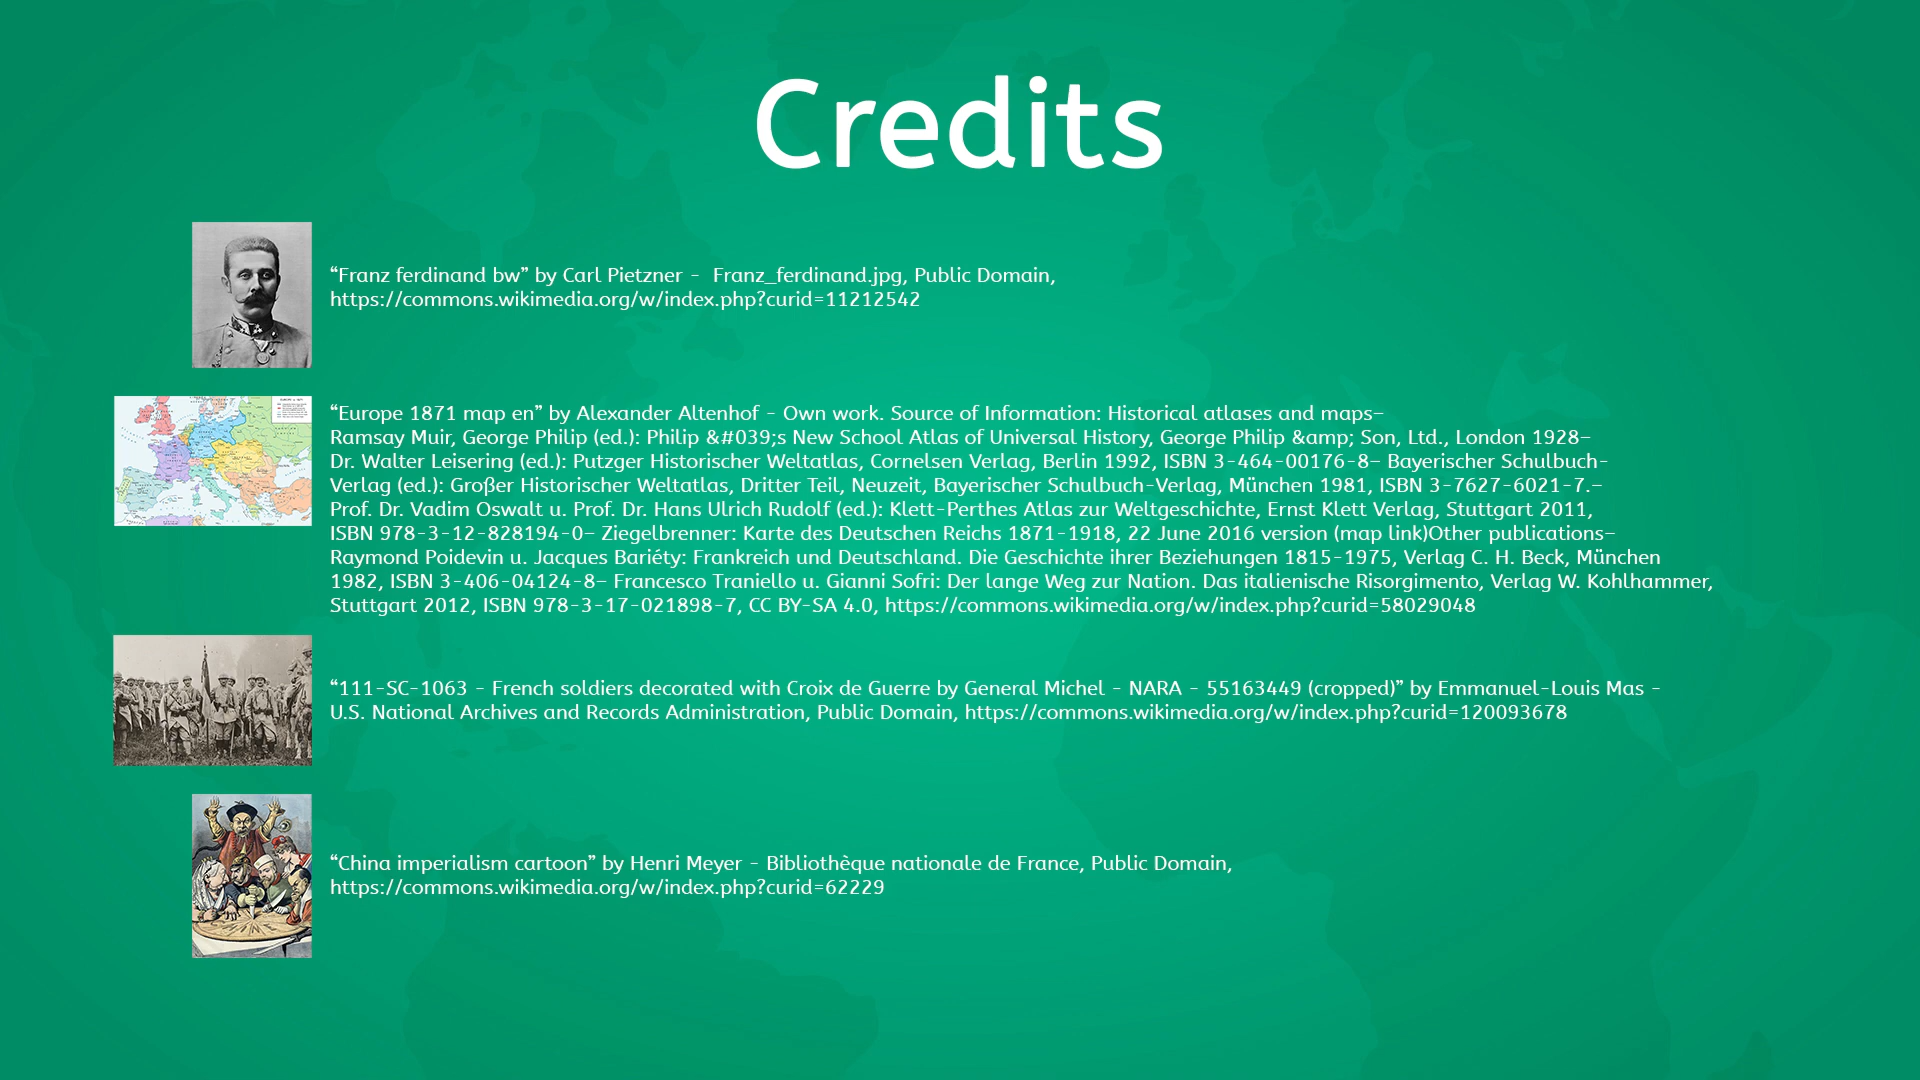 Credits
“Franz ferdinand bw” by Carl Pietzner -  Franz_ferdinand.jpg, Public Domain,
https://commons.wikimedia.org/w/index.php?curid=11212542
“Europe 1871 map en” by Alexander Altenhof - Own work. Source of Information: Historical atlases and maps–
Ramsay Muir, George Philip (ed.): Philip &#039;s New School Atlas of Universal History, George Philip &amp; Son, Ltd., London 1928–
Dr. Walter Leisering (ed.): Putzger Historischer Weltatlas, Cornelsen Verlag, Berlin 1992, ISBN 3-464-00176-8– Bayerischer Schulbuch-
Verlag (ed.): Großer Historischer Weltatlas, Dritter Teil, Neuzeit, Bayerischer Schulbuch-Verlag, München 1981, ISBN 3-7627-6021-7.–
Prof. Dr. Vadim Oswalt u. Prof. Dr. Hans Ulrich Rudolf (ed.): Klett-Perthes Atlas zur Weltgeschichte, Ernst Klett Verlag, Stuttgart 2011,
ISBN 978-3-12-828194-0– Ziegelbrenner: Karte des Deutschen Reichs 1871-1918, 22 June 2016 version (map link)Other publications–
Raymond Poidevin u. Jacques Bariéty: Frankreich und Deutschland. Die Geschichte ihrer Beziehungen 1815-1975, Verlag C. H. Beck, München
1982, ISBN 3-406-04124-8– Francesco Traniello u. Gianni Sofri: Der lange Weg zur Nation. Das italienische Risorgimento, Verlag W. Kohlhammer,
Stuttgart 2012, ISBN 978-3-17-021898-7, CC BY-SA 4.0, https://commons.wikimedia.org/w/index.php?curid=58029048
“111-SC-1063 - French soldiers decorated with Croix de Guerre by General Michel - NARA - 55163449 (cropped)” by Emmanuel-Louis Mas -
U.S. National Archives and Records Administration, Public Domain, https://commons.wikimedia.org/w/index.php?curid=120093678
“China imperialism cartoon” by Henri Meyer - Bibliothèque nationale de France, Public Domain,
https://commons.wikimedia.org/w/index.php?curid=62229